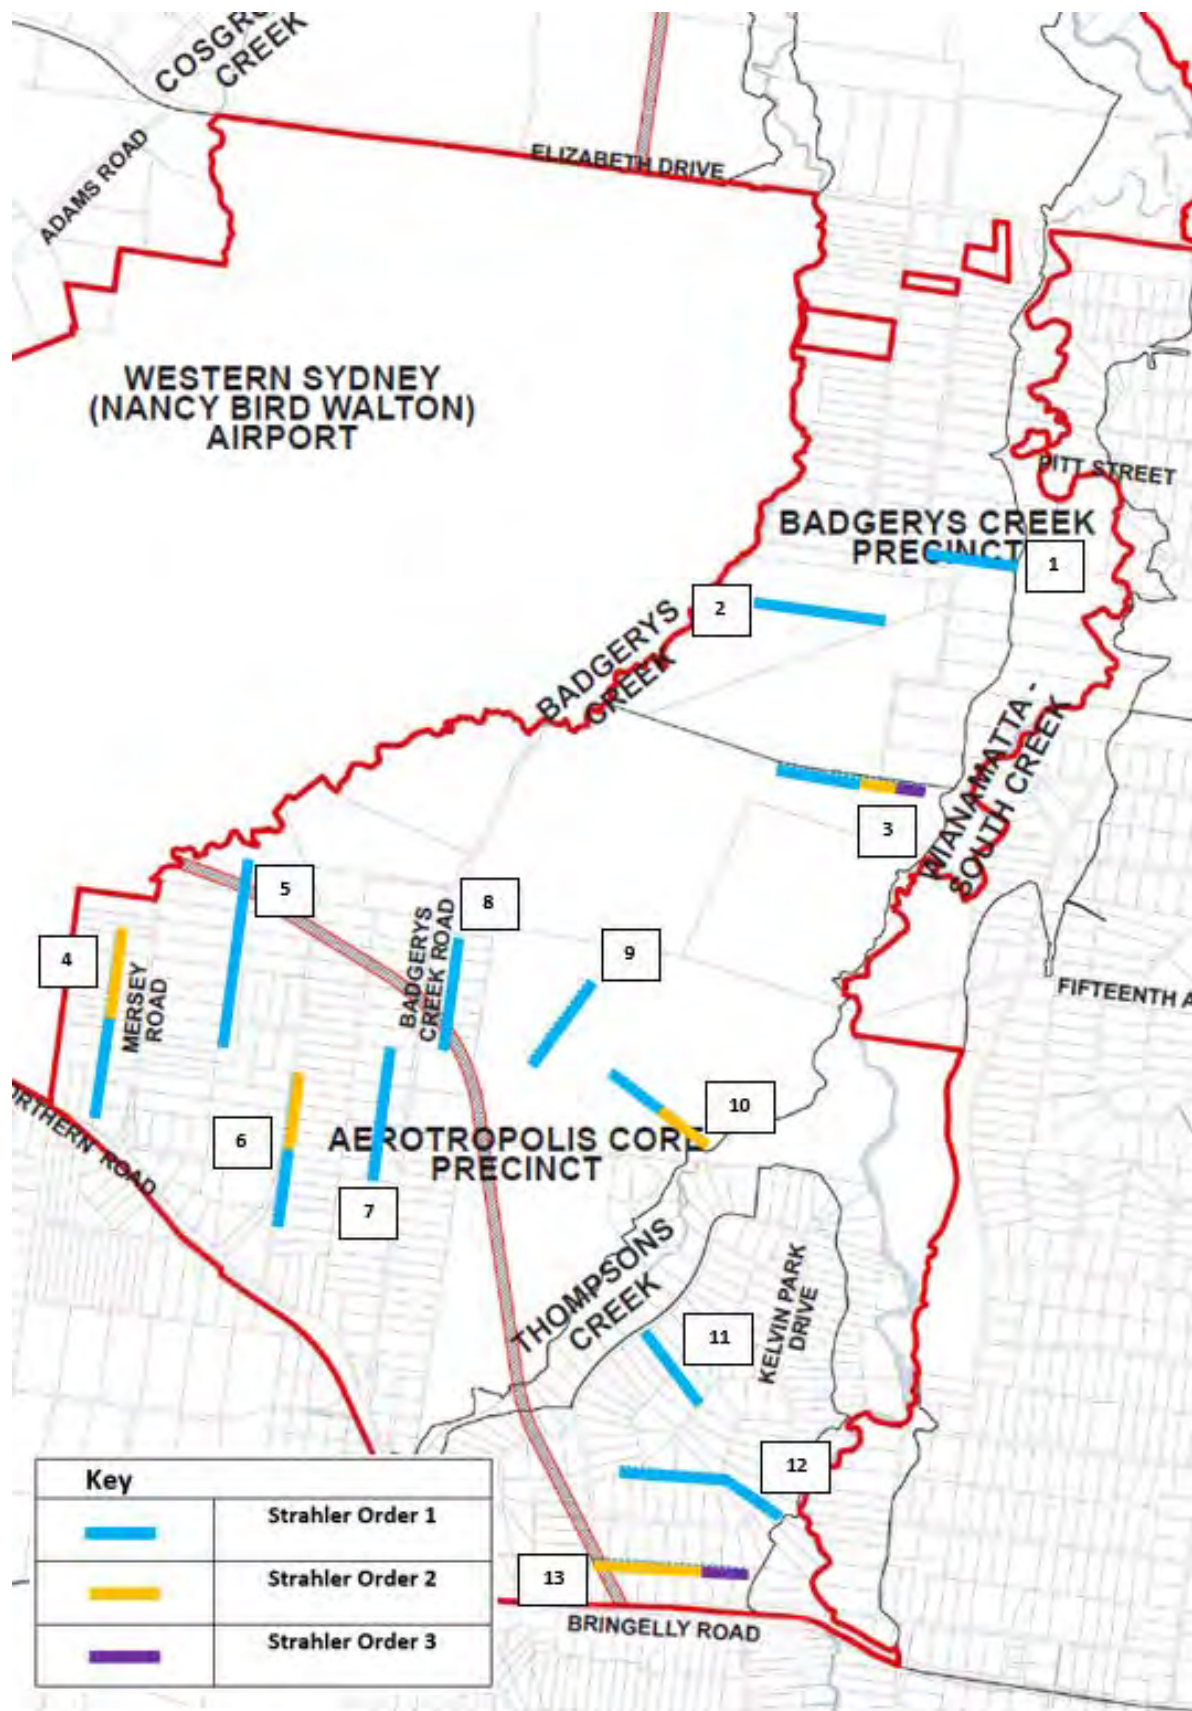 CREEK
ADAMS ROAD
ELIZABETH DRIVE
WESTERN SYDNEY
(NANCY BIRD WALTON)
AIRPORT
PITT STREET
BADGERYS CREEK
PRECINCT
1
2
BADGERYS
CREEK
WIANAMATTA -
SOUTH CREEK
3
5
8
4
9
MERSEY
ROAD
BADGERYS
CREEK ROAD
FIFTEENTH A
10
6
AEROTROPOLIS CORE
PRECINCT
ORTHERN ROAD
7
THOMPSONS
CREEK
11
KELVIN PARK
DRIVE
12
Key
Strahler Order 1
Strahler Order 2
Strahler Order 3
13
BRINGELLY ROAD